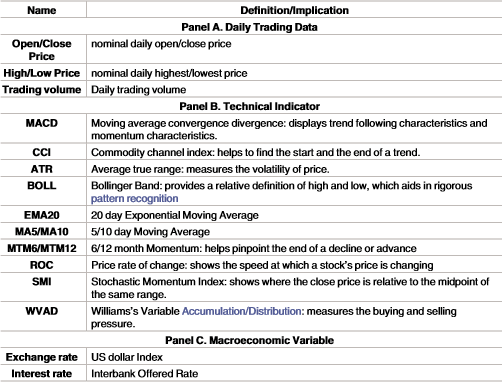 Name Definition/Implication
Panel A. Daily Trading Data
Open/Close Price nominal daily open/close price
High/Low Price nominal daily highest/lowest price
Trading volume Daily trading volume
Panel B. Technical Indicator
MACD Moving average convergence divergence: displays trend following characteristics and
momentum characteristics.
CCI Commodity channel index: helps to find the start and the end of a trend.
ATR Average true range: measures the volatility of price.
BOLL Bollinger Band: provides a relative definition of high and low, which aids in rigorous
pattern recognition
EMA20 20 day Exponential Moving Average
MA5/MA10 5/10 day Moving Average
MTM6/MTM12 6/12 month Momentum: helps pinpoint the end of a decline or advance
ROC Price rate of change: shows the speed at which a stock's price is changing
SMI Stochastic Momentum Index: shows where the close price is relative to the midpoint of
the same range.
WVAD Williams's Variable Accumulation/Distribution: measures the buying and selling
pressure.
Panel C. Macroeconomic Variable
Exchange rate US dollar Index
Interest rate Interbank Offered Rate